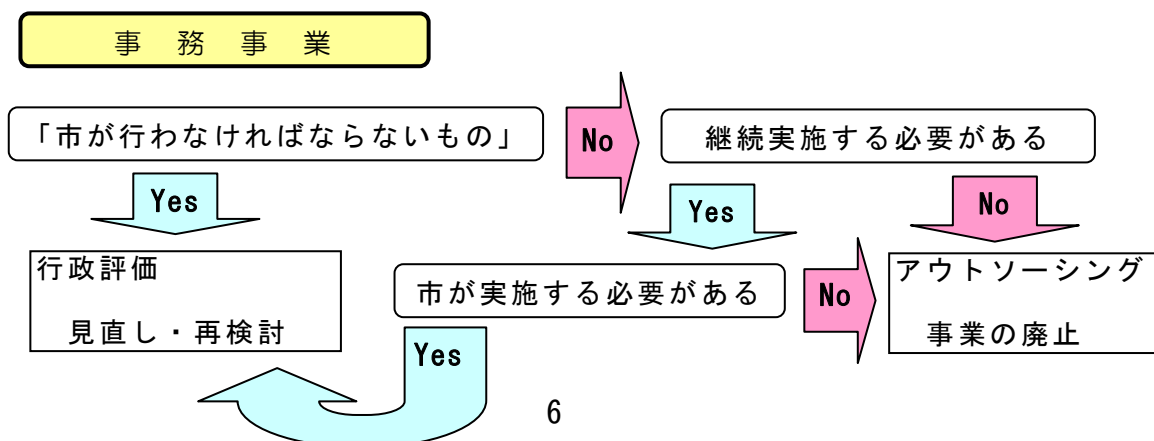 事務事業
「市が行わなければならないもの」
No
継続実施する必要がある
Yes
Yes
No
行政評価
見直し・再検討
市が実施する必要がある
No
アウトソーシング
事業の廃止
Yes
6